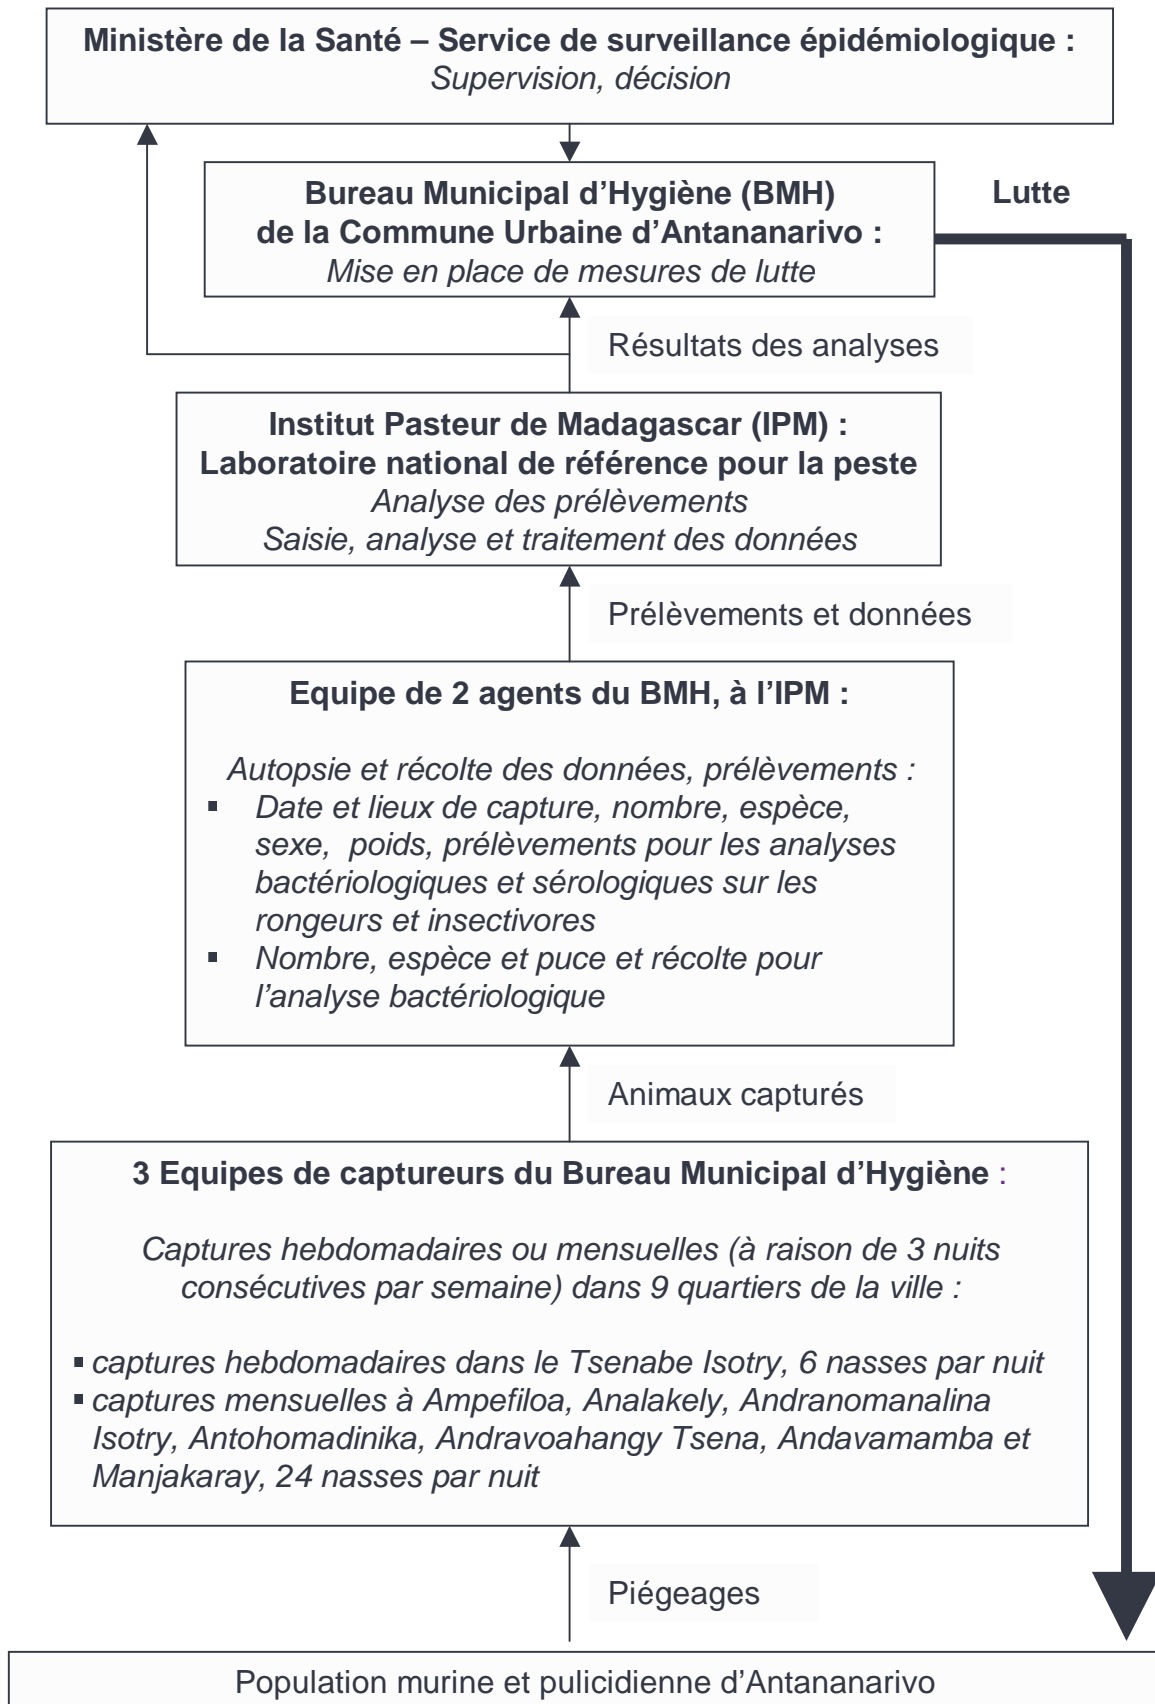 Ministère de la Santé – Service de surveillance épidémiologique :
Supervision, décision
Bureau Municipal d’Hygiène (BMH)
de la Commune Urbaine d’Antananarivo :
Mise en place de mesures de lutte
Lutte
Résultats des analyses
Institut Pasteur de Madagascar (IPM) :
Laboratoire national de référence pour la peste
Analyse des prélèvements
Saisie, analyse et traitement des données
Prélèvements et données
Equipe de 2 agents du BMH, à l’IPM :
Autopsie et récolte des données, prélèvements :
▪ Date et lieux de capture, nombre, espèce,
sexe, poids, prélèvements pour les analyses
bactériologiques et sérologiques sur les
rongeurs et insectivores
▪ Nombre, espèce et puce et récolte pour
l’analyse bactériologique
Animaux capturés
3 Equipes de captureurs du Bureau Municipal d’Hygiène :
Captures hebdomadaires ou mensuelles (à raison de 3 nuits
consécutives par semaine) dans 9 quartiers de la ville :
▪ captures hebdomadaires dans le Tsenabe Isotry, 6 nasses par nuit
▪ captures mensuelles à Ampefiloa, Analakely, Andranomanalina
Isotry, Antohomadinika, Andravoahangy Tsena, Andavamamba et
Manjakaray, 24 nasses par nuit
Piégeages
Population murine et pulicidienne d’Antananarivo